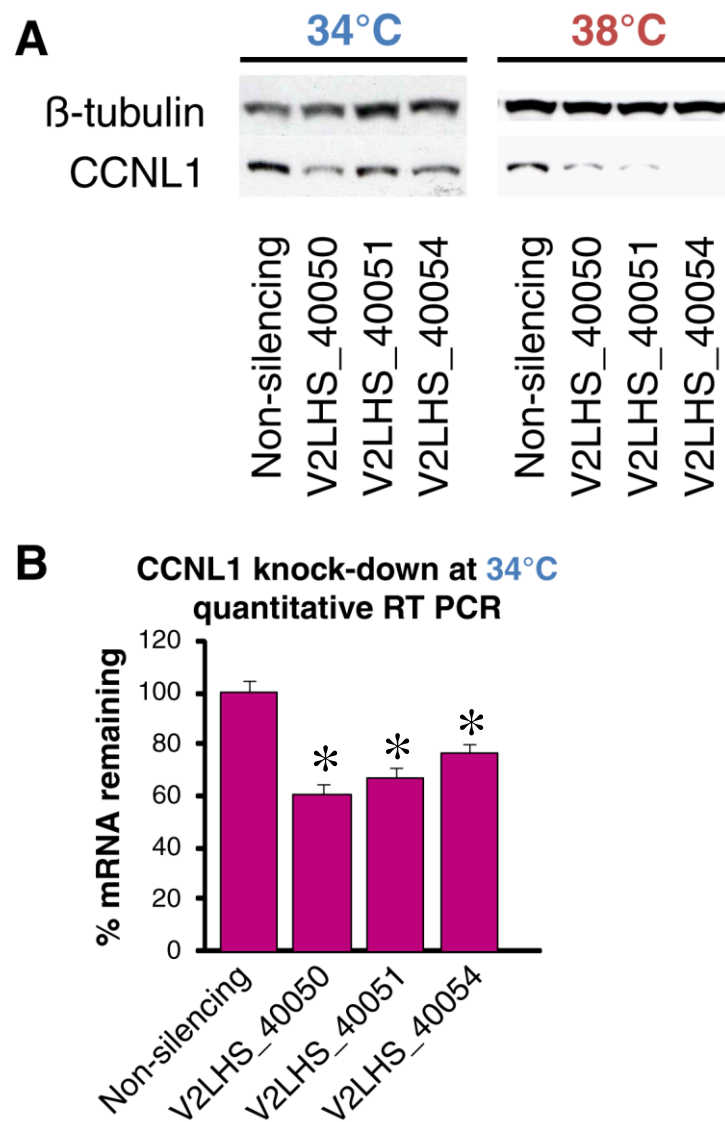 A
34°C 38°C
ß-tubulin
CCNL1
Non-silencing
V2LHS_40050
V2LHS_40051
V2LHS_40054
Non-silencing
V2LHS_40050
V2LHS_40051
V2LHS_40054
B
CCNL1 knock-down at 34°C
quantitative RT PCR
% mRNA remaining
120
100
80
60
40
20
0
*
*
*
Non-silencing
V2LHS_40050
V2LHS_40051
V2LHS_40054